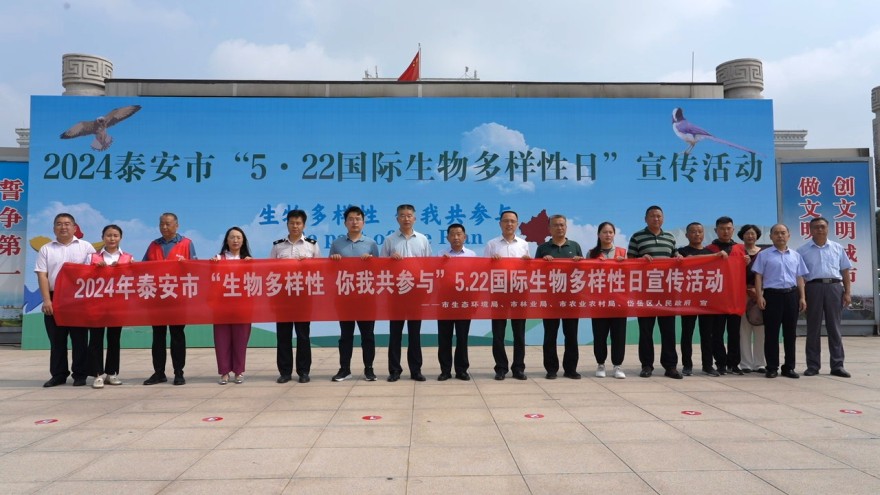 2024泰安市“5·22国际生物多样性日”宣传活动
生物多样性 你我共参与
2024年泰安市“生物多样性 你我共参与”5.22国际生物多样性日宣传活动
——市生态环境局、市林业局、市农业农村局、岱岳区人民政府 宣
誓争第一
创文明城市
做文明